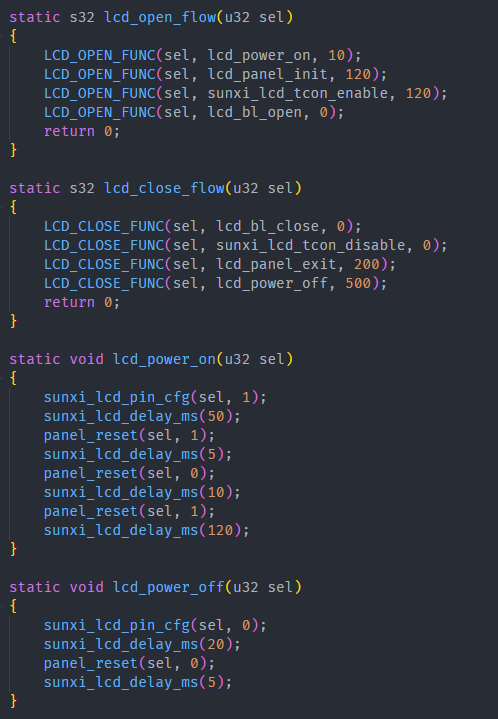 static s32 lcd_open_flow(u32 sel)
{
    LCD_OPEN_FUNC(sel, lcd_power_on, 10);
    LCD_OPEN_FUNC(sel, lcd_panel_init, 120);
    LCD_OPEN_FUNC(sel, sunxi_lcd_tcon_enable, 120);
    LCD_OPEN_FUNC(sel, lcd_bl_open, 0);
    return 0;
}

static s32 lcd_close_flow(u32 sel)
{
    LCD_CLOSE_FUNC(sel, lcd_bl_close, 0);
    LCD_CLOSE_FUNC(sel, sunxi_lcd_tcon_disable, 0);
    LCD_CLOSE_FUNC(sel, lcd_panel_exit, 200);
    LCD_CLOSE_FUNC(sel, lcd_power_off, 500);
    return 0;
}

static void lcd_power_on(u32 sel)
{
    sunxi_lcd_pin_cfg(sel, 1);
    sunxi_lcd_delay_ms(50);
    panel_reset(sel, 1);
    sunxi_lcd_delay_ms(5);
    panel_reset(sel, 0);
    sunxi_lcd_delay_ms(10);
    panel_reset(sel, 1);
    sunxi_lcd_delay_ms(120);
}

static void lcd_power_off(u32 sel)
{
    sunxi_lcd_pin_cfg(sel, 0);
    sunxi_lcd_delay_ms(20);
    panel_reset(sel, 0);
    sunxi_lcd_delay_ms(5);
}